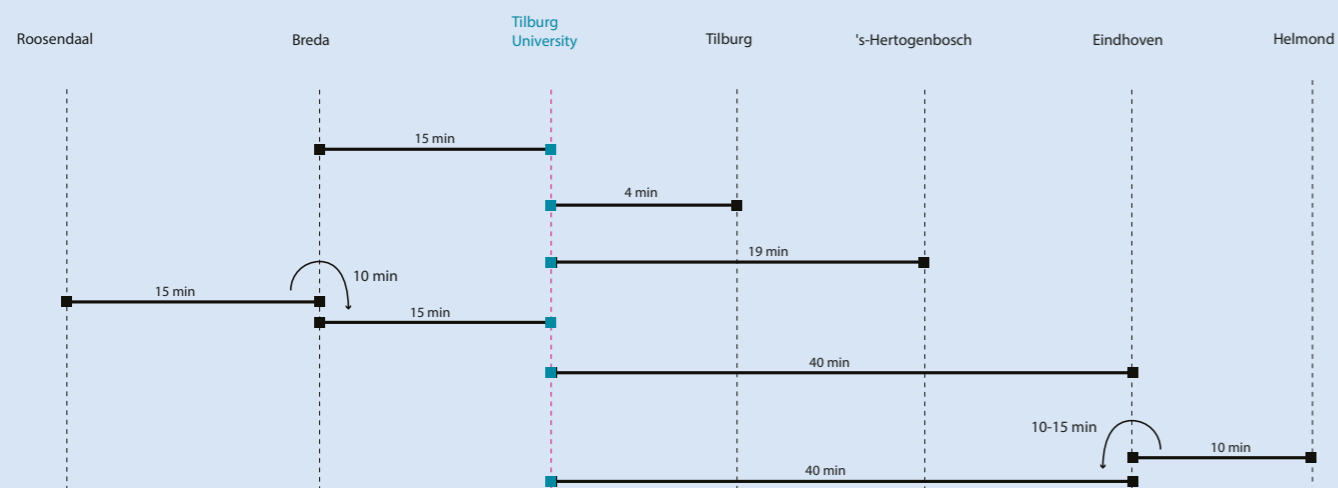 Roosendaal
Breda
Tilburg
University
Tilburg
's-Hertogenbosch
Eindhoven
Helmond
15 min
4 min
19 min
10 min
15 min
15 min
40 min
10-15 min
10 min
40 min